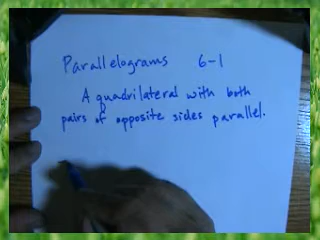 Parallelograms 6-1
A quadrilateral with both
pairs of opposite sides parallel.